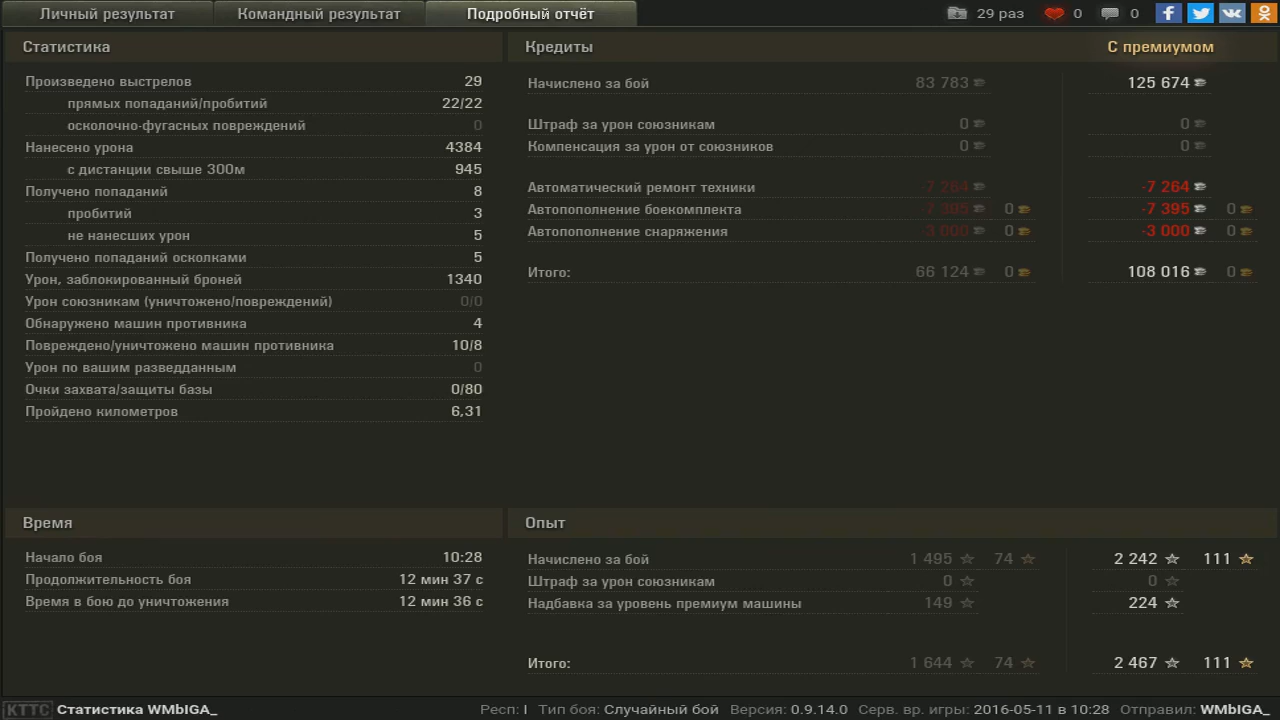 Личный результат Командный результат Подробный отчёт 29 раз 0 0
Статистика
Произведено выстрелов 29
прямых попаданий/пробитий 22/22
осколочно-фугасных повреждений 0
Нанесено урона 4384
с дистанции свыше 300м 945
Получено попаданий 8
пробитий 3
не нанесших урон 5
Получено попаданий осколками 5
Урон, заблокированный броней 1340
Урон союзникам (уничтожено/повреждений) 0/0
Обнаружено машин противника 4
Повреждено/уничтожено машин противника 10/8
Урон по вашим разведданным 0
Очки захвата/защиты базы 0/80
Пройдено километров 6,31
Кредиты С премиумом
Начислено за бой 83 783 125 674
Штраф за урон союзникам 0 0
Компенсация за урон от союзников 0 0
Автоматический ремонт техники -7 264 -7 264
Автопополнение боекомплекта -7 395 0 -7 395 0
Автопополнение снаряжения -3 000 0 -3 000 0
Итого: 66 124 0 108 016 0
Время
Начало боя 10:28
Продолжительность боя 12 мин 37 с
Время в бою до уничтожения 12 мин 36 с
Опыт
Начислено за бой 1 495 74 2 242 111
Штраф за урон союзникам 0 0
Надбавка за уровень премиум машины 149 224
Итого: 1 644 74 2 467 111
КТТС Статистика WMbIGA_ Респ: I Тип боя: Случайный бой Версия: 0.9.14.0 Серв. вр. игры: 2016-05-11 в 10:28 Отправил: WMbIGA_